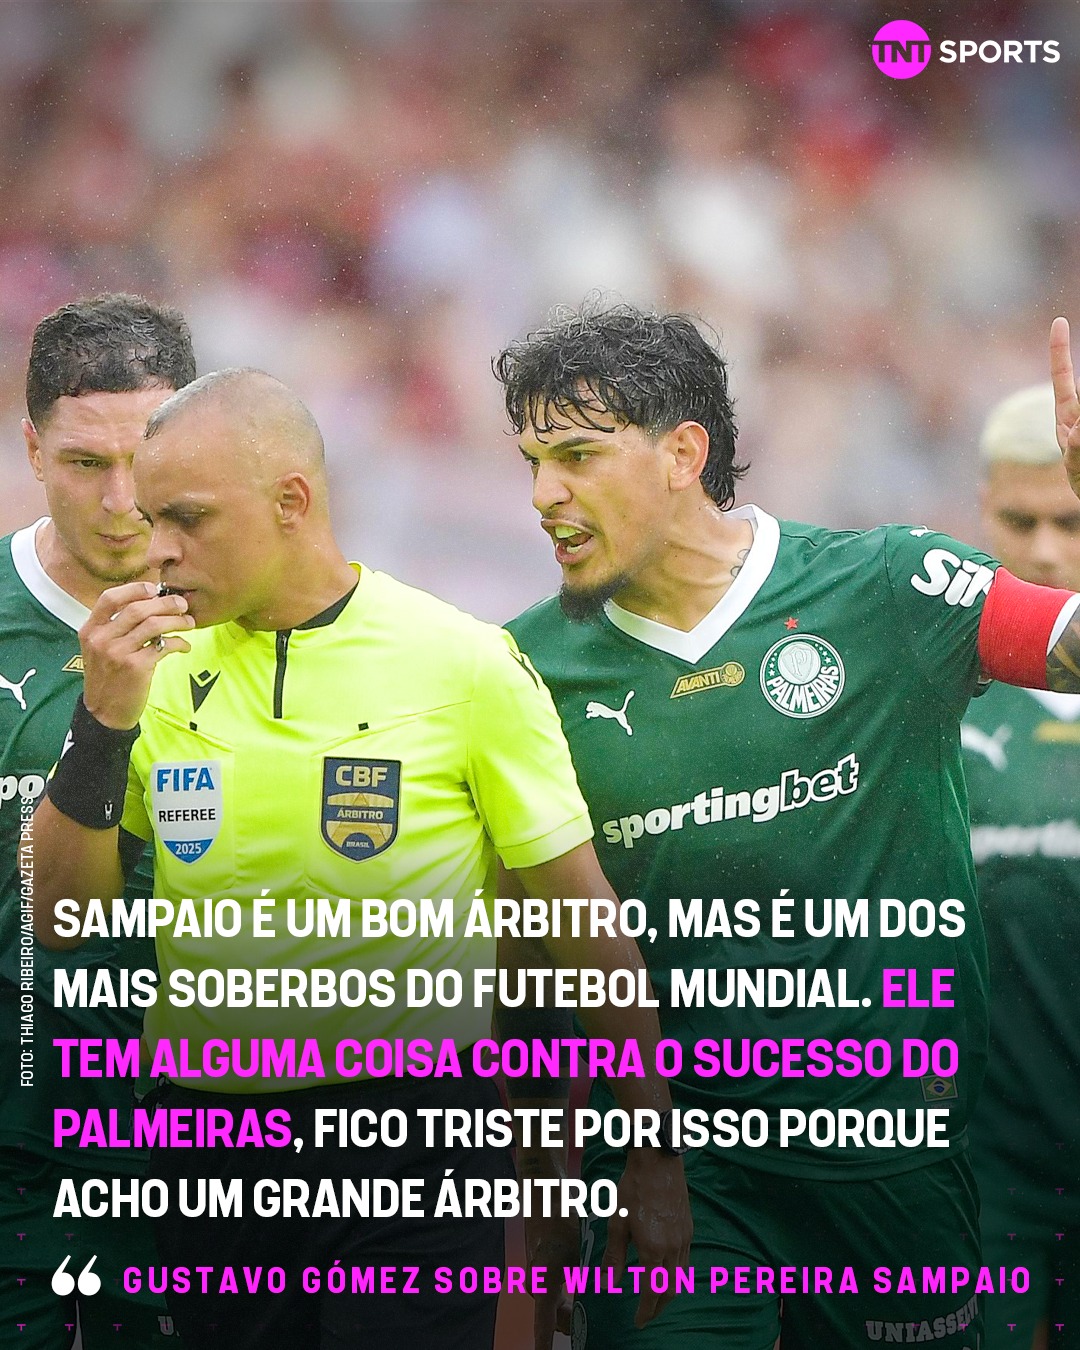 TNT SPORTS
Sil
AVANTI
PALMEIRAS
sportingbet
FIFA
REFEREE
2025
CBF
ÁRBITRO
BRASIL
FOTO: THIAGO RIBEIRO/AGIF/GAZETA PRESS
SAMPAIO É UM BOM ÁRBITRO, MAS É UM DOS
MAIS SOBERBOS DO FUTEBOL MUNDIAL. ELE
TEM ALGUMA COISA CONTRA O SUCESSO DO
PALMEIRAS, FICO TRISTE POR ISSO PORQUE
ACHO UM GRANDE ÁRBITRO.
“ GUSTAVO GÓMEZ SOBRE WILTON PEREIRA SAMPAIO
UNIASSELVI